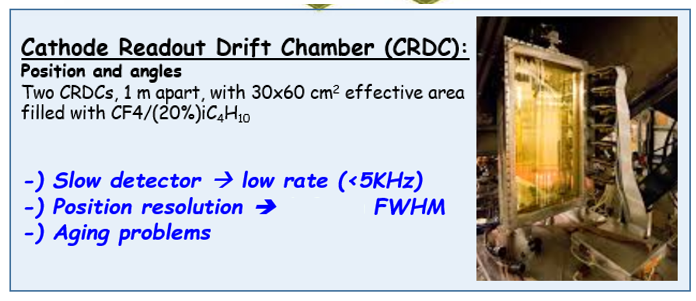 Cathode Readout Drift Chamber (CRDC):
Position and angles
Two CRDCs, 1 m apart, with 30x60 cm² effective area
filled with CF4/(20%)iC₄H₁₀
-) Slow detector → low rate (<5KHz)
-) Position resolution → FWHM
-) Aging problems